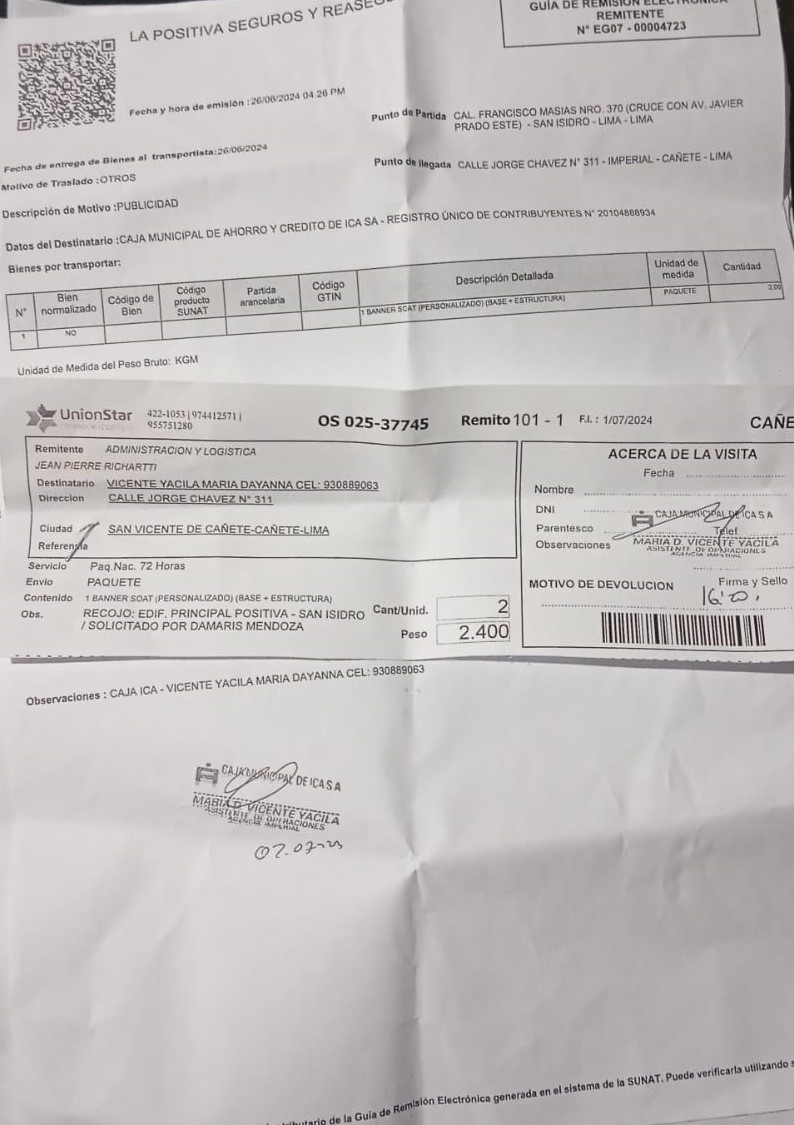 LA POSITIVA SEGUROS Y REASEG
GUÍA DE REMISIÓN ELECTRÓNICA
REMITENTE
N° EG07 - 00004723
Fecha y hora de emisión : 26/06/2024 04:26 PM
Punto de Partida CAL. FRANCISCO MASIAS NRO. 370 (CRUCE CON AV. JAVIER
PRADO ESTE) - SAN ISIDRO - LIMA - LIMA
Fecha de entrega de Bienes al transportista:26/06/2024
Punto de llegada CALLE JORGE CHAVEZ N° 311 - IMPERIAL - CAÑETE - LIMA
Motivo de Traslado :OTROS
Descripción de Motivo :PUBLICIDAD
Datos del Destinatario :CAJA MUNICIPAL DE AHORRO Y CREDITO DE ICA SA - REGISTRO ÚNICO DE CONTRIBUYENTES N° 20104888934
Bienes por transportar:
N° Bien normalizado Código de Bien Código producto SUNAT Partida arancelaria Código GTIN Descripción Detallada Unidad de medida Cantidad
1 NO 1 BANNER SOAT (PERSONALIZADO) (BASE + ESTRUCTURA) PAQUETE 2.00
Unidad de Medida del Peso Bruto: KGM
UnionStar 422-1053 | 974412571 |
955751280
OS 025-37745 Remito 101 - 1 F.I. : 1/07/2024 CAÑE
Remitente ADMINISTRACION Y LOGISTICA
JEAN PIERRE RICHARTTI
Destinatario VICENTE YACILA MARIA DAYANNA CEL: 930889063
Direccion CALLE JORGE CHAVEZ N° 311
Ciudad SAN VICENTE DE CAÑETE-CAÑETE-LIMA
Referencia
Servicio Paq Nac. 72 Horas
Envio PAQUETE
Contenido 1 BANNER SOAT (PERSONALIZADO) (BASE + ESTRUCTURA)
Obs. RECOJO: EDIF. PRINCIPAL POSITIVA - SAN ISIDRO
/ SOLICITADO POR DAMARIS MENDOZA
Cant/Unid. 2
Peso 2.400
ACERCA DE LA VISITA
Fecha
Nombre
DNI
CAJA MUNICIPAL DE ICA S A
Parentesco Telef
Observaciones MARIA D. VICENTE YACILA
ASISTENTE DE OPERACIONES
AGENCIA IMPERIAL
MOTIVO DE DEVOLUCION Firma y Sello
Observaciones : CAJA ICA - VICENTE YACILA MARIA DAYANNA CEL: 930889063
CAJA MUNICIPAL DE ICA S A
MARIA D. VICENTE YACILA
ASISTENTE DE OPERACIONES
AGENCIA IMPERIAL
de la Guía de Remisión Electrónica generada en el sistema de la SUNAT. Puede verificarla utilizando